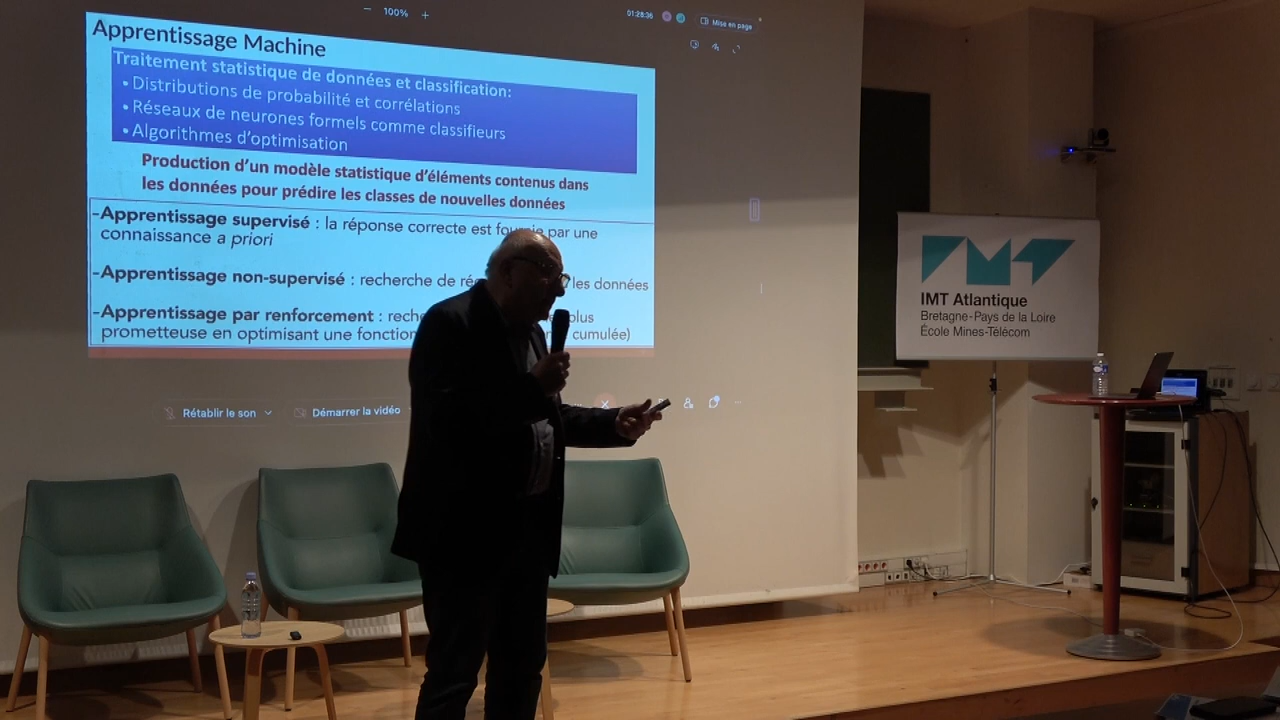 100%
01:28:36
Mise en page
Apprentissage Machine
Traitement statistique de données et classification:
• Distributions de probabilité et corrélations
• Réseaux de neurones formels comme classifieurs
• Algorithmes d'optimisation
Production d'un modèle statistique d'éléments contenus dans
les données pour prédire les classes de nouvelles données
-Apprentissage supervisé : la réponse correcte est par une
connaissance a priori
-Apprentissage non-supervisé : recherche de les données
-Apprentissage par renforcement : plus
prometteuse en optimisant une cumulée)
Rétablir le son
Démarrer la vidéo
IMT Atlantique
Bretagne-Pays de la Loire
École Mines-Télécom